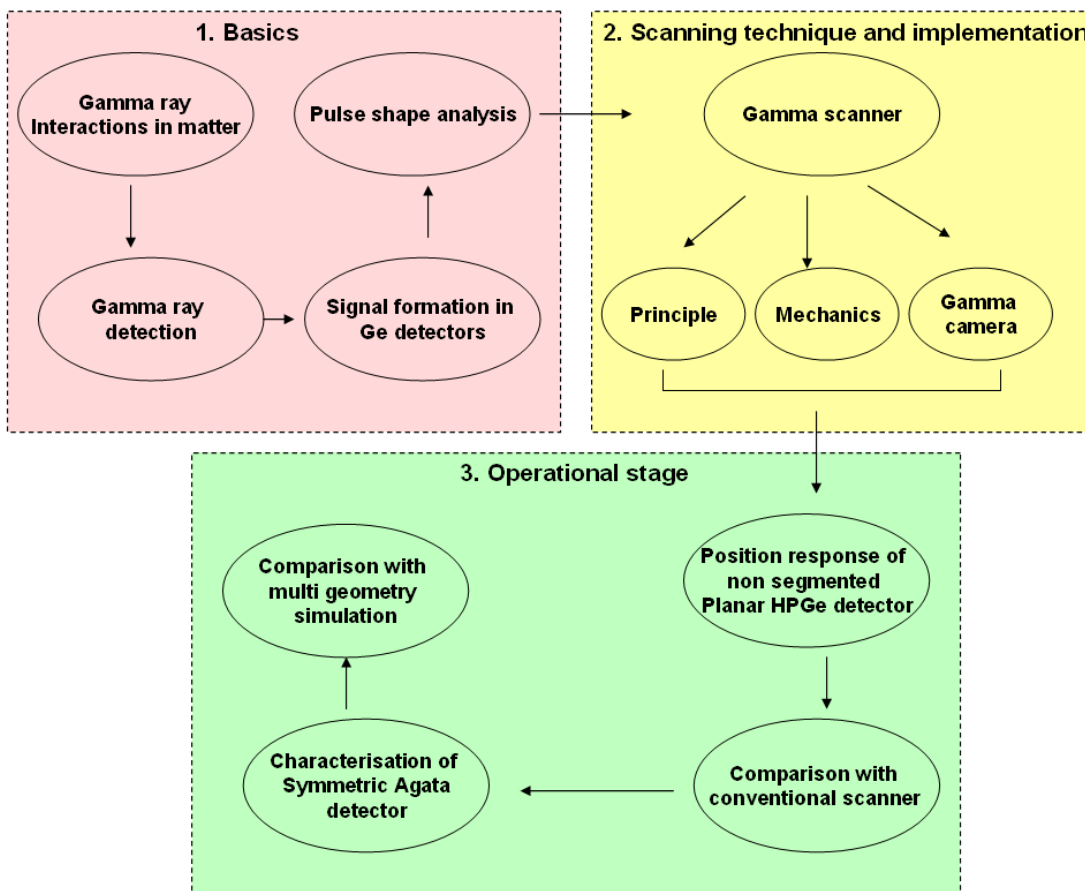 1. Basics
Gamma ray
Interactions in matter
Pulse shape analysis
Gamma ray
detection
Signal formation in
Ge detectors
2. Scanning technique and implementation
Gamma scanner
Principle
Mechanics
Gamma
camera
3. Operational stage
Comparison with
multi geometry
simulation
Position response of
non segmented
Planar HPGe detector
Characterisation of
Symmetric Agata
detector
Comparison with
conventional scanner